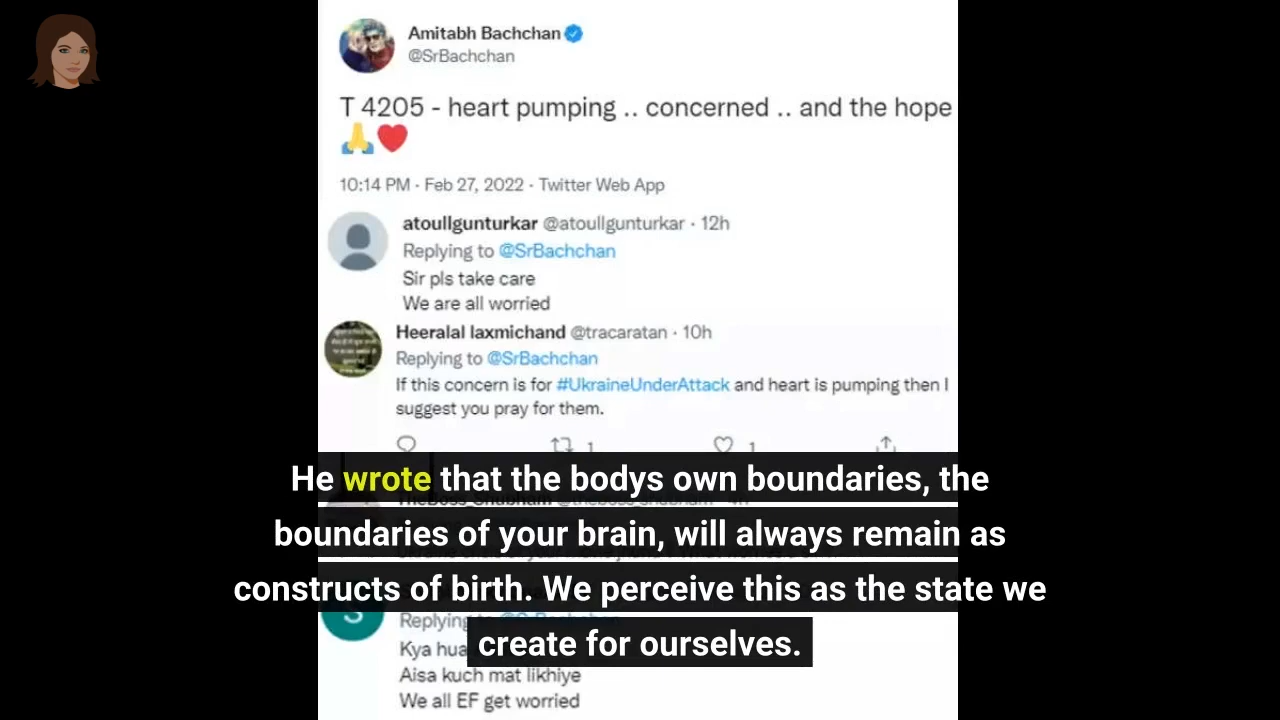 Amitabh Bachchan
@SrBachchan
T 4205 - heart pumping .. concerned .. and the hope
🙏❤️
10:14 PM · Feb 27, 2022 · Twitter Web App
atoullgunturkar @atoullgunturkar · 12h
Replying to @SrBachchan
Sir pls take care
We are all worried
Heeralal laxmichand @tracaratan · 10h
Replying to @SrBachchan
If this concern is for #UkraineUnderAttack and heart is pumping then I
suggest you pray for them.
1 1
He wrote that the bodys own boundaries, the
TheBoss_Shubham @theboss_shubham
boundaries of your brain, will always remain as
constructs of birth. We perceive this as the state we
S
Replying
create for ourselves.
Kya hua
Aisa kuch mat likhiye
We all EF get worried